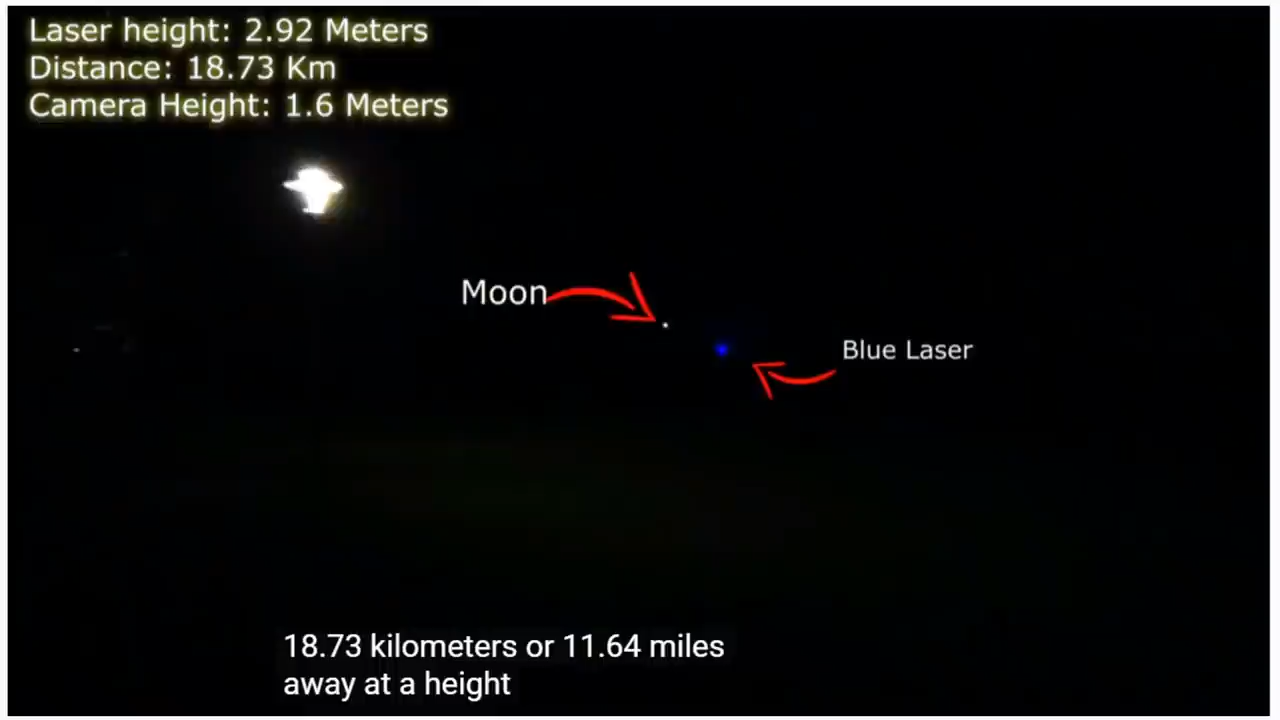 Laser height: 2.92 Meters
Distance: 18.73 Km
Camera Height: 1.6 Meters
Moon
Blue Laser
18.73 kilometers or 11.64 miles
away at a height